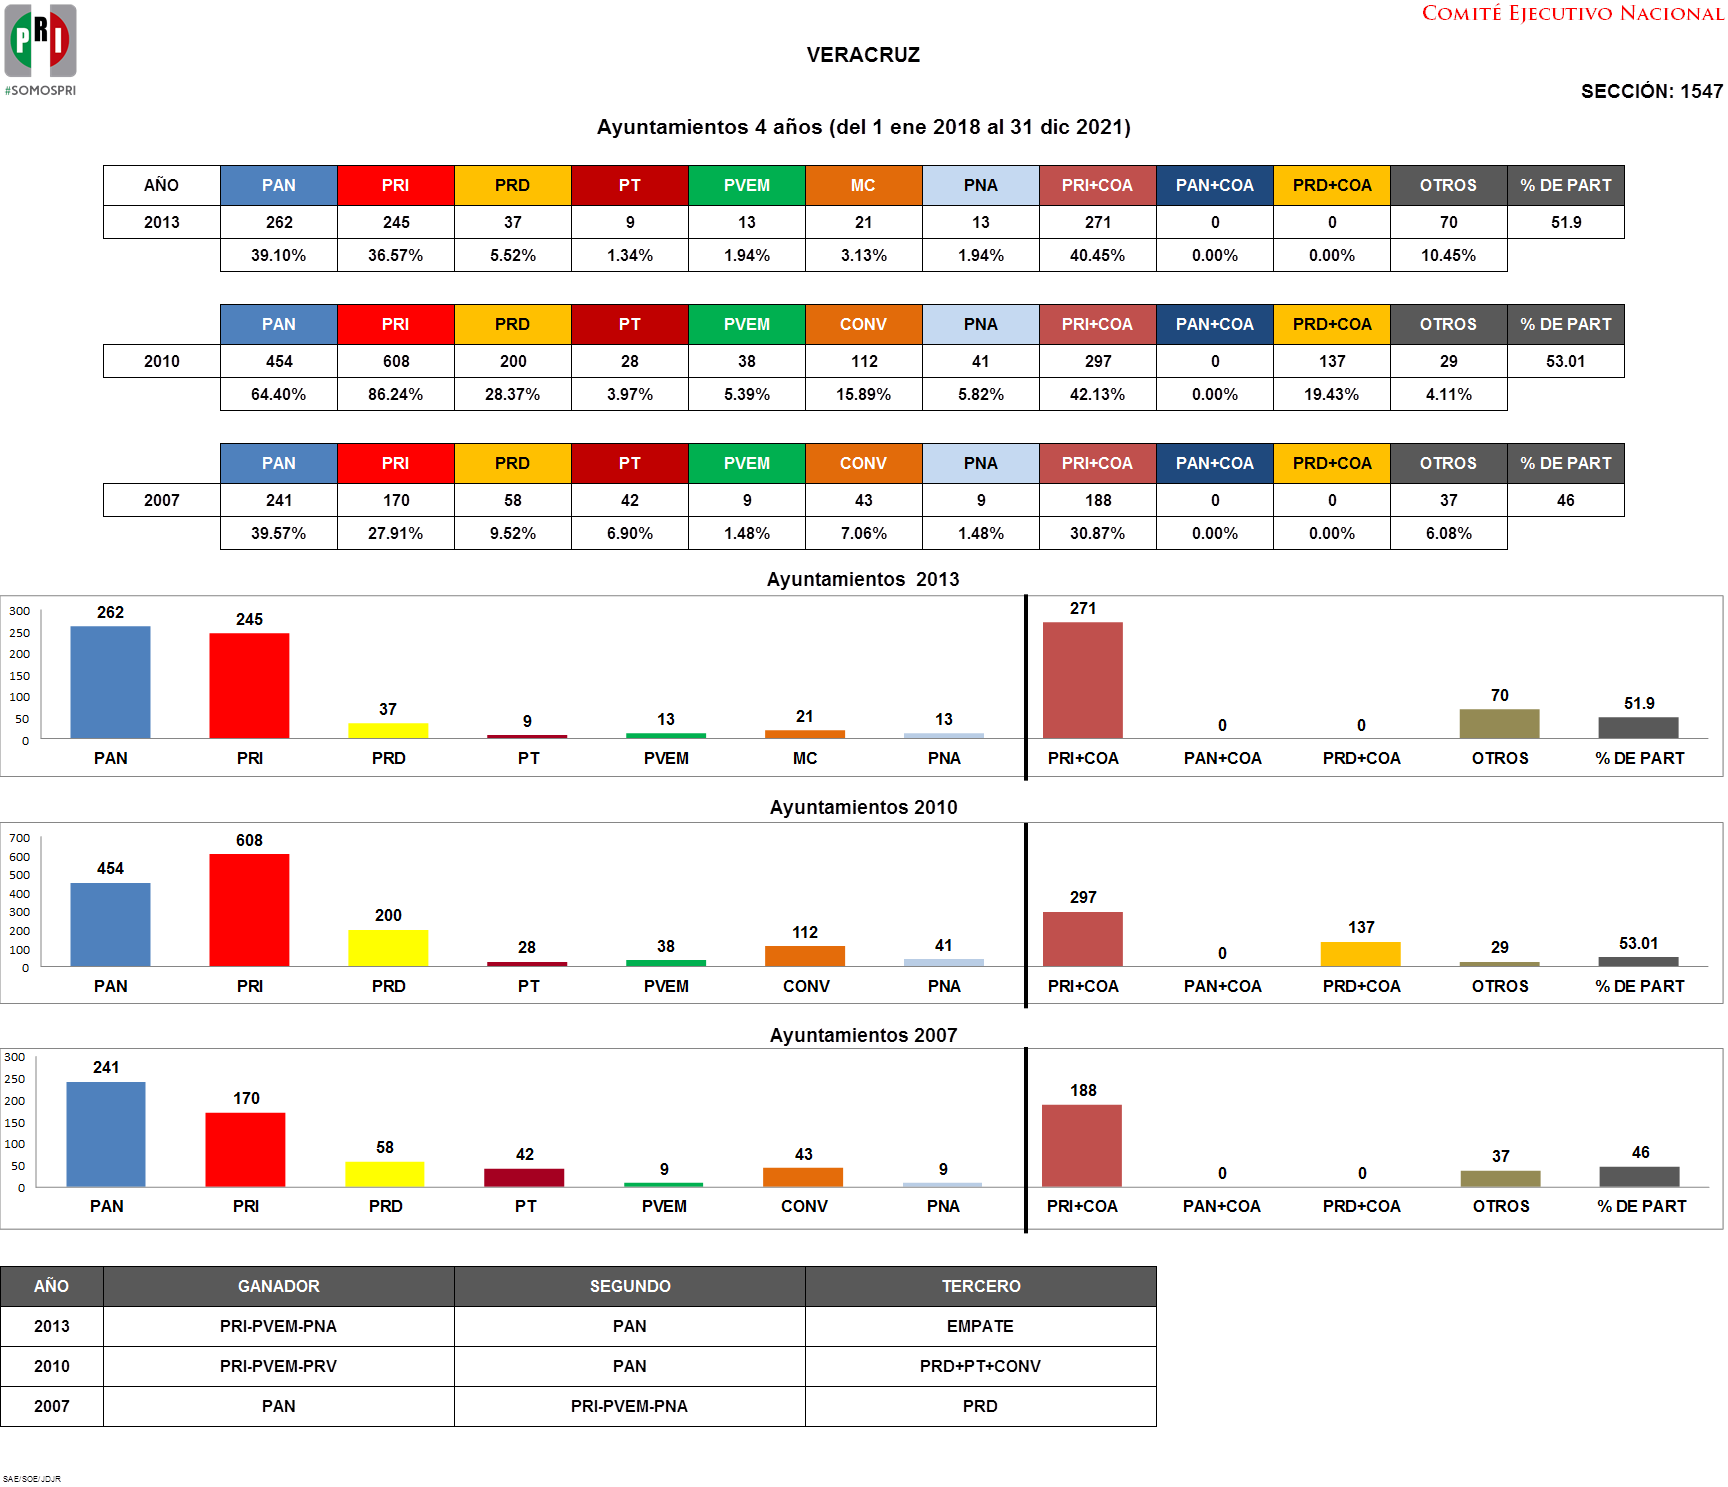 PRI
#SOMOSPRI
COMITÉ EJECUTIVO NACIONAL
VERACRUZ
SECCIÓN: 1547
Ayuntamientos 4 años (del 1 ene 2018 al 31 dic 2021)
AÑO PAN PRI PRD PT PVEM MC PNA PRI+COA PAN+COA PRD+COA OTROS % DE PART
2013 262 245 37 9 13 21 13 271 0 0 70 51.9
39.10% 36.57% 5.52% 1.34% 1.94% 3.13% 1.94% 40.45% 0.00% 0.00% 10.45%
PAN PRI PRD PT PVEM CONV PNA PRI+COA PAN+COA PRD+COA OTROS % DE PART
2010 454 608 200 28 38 112 41 297 0 137 29 53.01
64.40% 86.24% 28.37% 3.97% 5.39% 15.89% 5.82% 42.13% 0.00% 19.43% 4.11%
PAN PRI PRD PT PVEM CONV PNA PRI+COA PAN+COA PRD+COA OTROS % DE PART
2007 241 170 58 42 9 43 9 188 0 0 37 46
39.57% 27.91% 9.52% 6.90% 1.48% 7.06% 1.48% 30.87% 0.00% 0.00% 6.08%
Ayuntamientos 2013
300
250
200
150
100
50
0
262 245 37 9 13 21 13 271 0 0 70 51.9
PAN PRI PRD PT PVEM MC PNA PRI+COA PAN+COA PRD+COA OTROS % DE PART
Ayuntamientos 2010
700
600
500
400
300
200
100
0
454 608 200 28 38 112 41 297 0 137 29 53.01
PAN PRI PRD PT PVEM CONV PNA PRI+COA PAN+COA PRD+COA OTROS % DE PART
Ayuntamientos 2007
300
250
200
150
100
50
0
241 170 58 42 9 43 9 188 0 0 37 46
PAN PRI PRD PT PVEM CONV PNA PRI+COA PAN+COA PRD+COA OTROS % DE PART
AÑO GANADOR SEGUNDO TERCERO
2013 PRI-PVEM-PNA PAN EMPATE
2010 PRI-PVEM-PRV PAN PRD+PT+CONV
2007 PAN PRI-PVEM-PNA PRD
SAE/SOE/JDJR